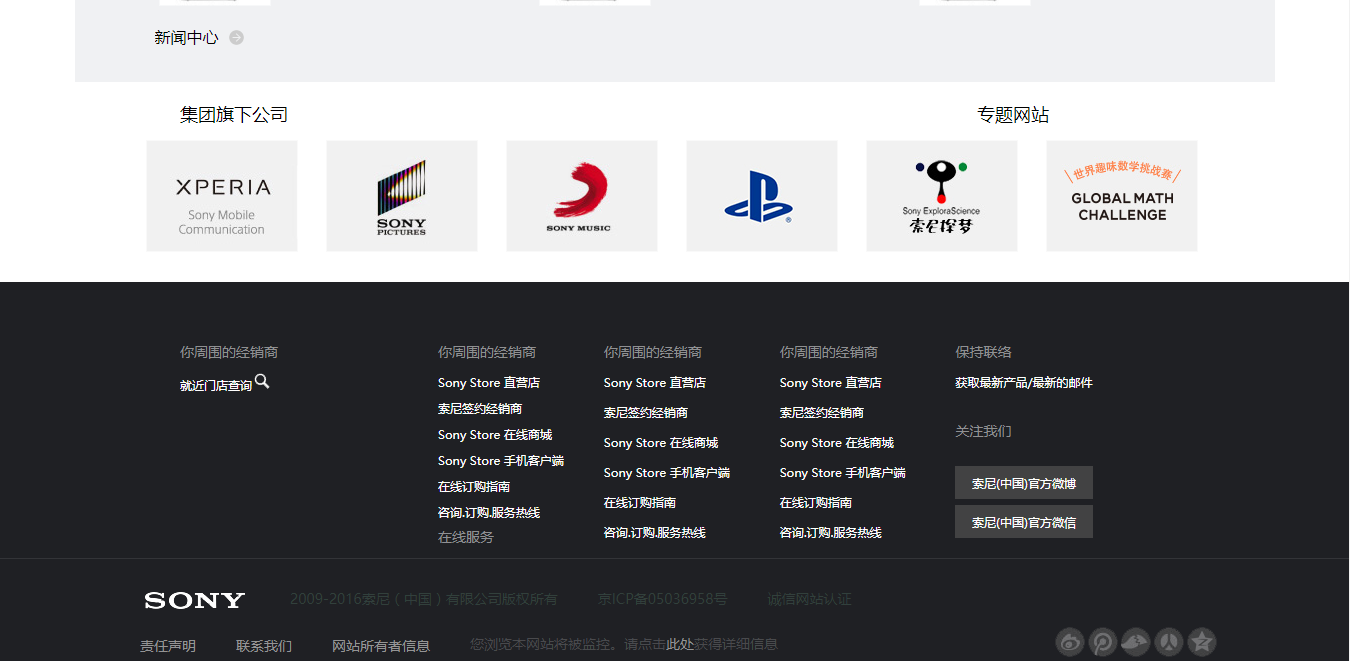 新闻中心
集团旗下公司
专题网站
XPERIA
Sony Mobile
Communication
SONY
PICTURES
SONY MUSIC
Sony ExploraScience
索尼探梦
世界趣味数学挑战赛
GLOBAL MATH
CHALLENGE
你周围的经销商
就近门店查询
你周围的经销商
Sony Store 直营店
索尼签约经销商
Sony Store 在线商城
Sony Store 手机客户端
在线订购指南
咨询.订购.服务热线
在线服务
你周围的经销商
Sony Store 直营店
索尼签约经销商
Sony Store 在线商城
Sony Store 手机客户端
在线订购指南
咨询.订购.服务热线
你周围的经销商
Sony Store 直营店
索尼签约经销商
Sony Store 在线商城
Sony Store 手机客户端
在线订购指南
咨询.订购.服务热线
保持联络
获取最新产品/最新的邮件
关注我们
索尼(中国)官方微博
索尼(中国)官方微信
SONY
2009-2016索尼（中国）有限公司版权所有
京ICP备05036958号
诚信网站认证
责任声明
联系我们
网站所有者信息
您浏览本网站将被监控。请点击此处获得详细信息